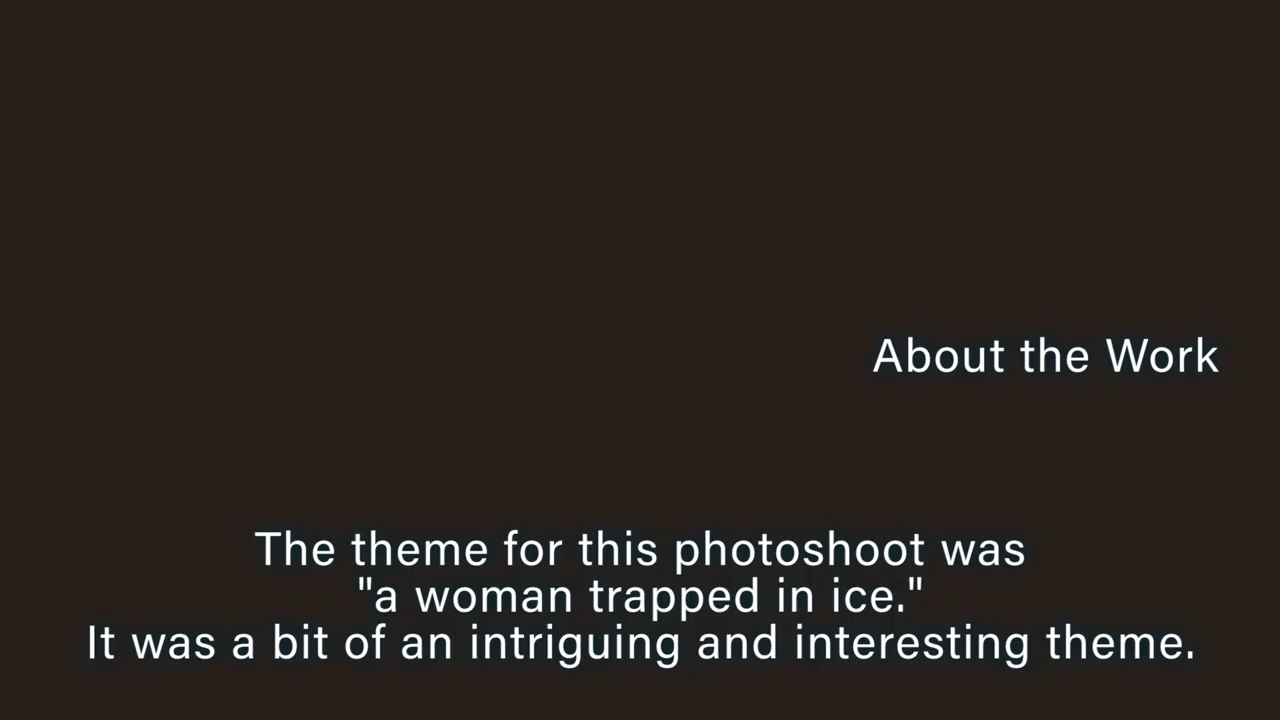 About the Work
The theme for this photoshoot was
"a woman trapped in ice."
It was a bit of an intriguing and interesting theme.